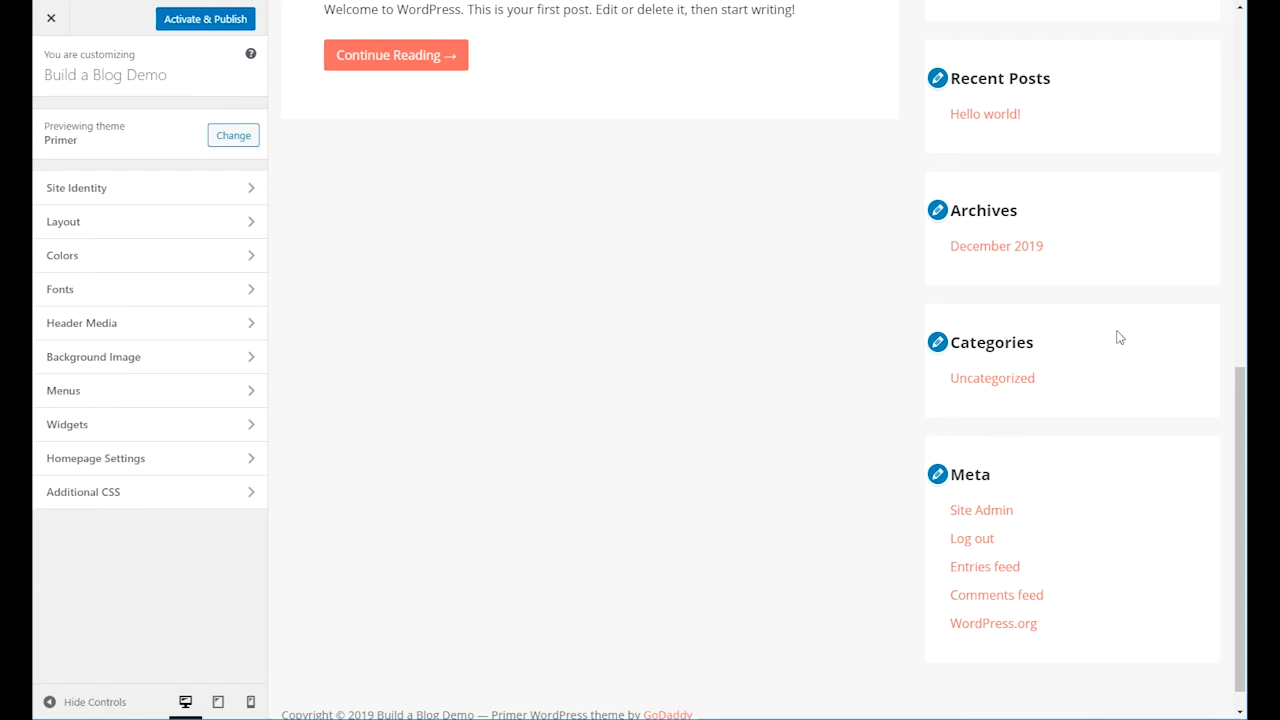 Activate & Publish
You are customizing
Build a Blog Demo
Previewing theme
Primer
Change
Site Identity
Layout
Colors
Fonts
Header Media
Background Image
Menus
Widgets
Homepage Settings
Additional CSS
Hide Controls
Welcome to WordPress. This is your first post. Edit or delete it, then start writing!
Continue Reading →
Recent Posts
Hello world!
Archives
December 2019
Categories
Uncategorized
Meta
Site Admin
Log out
Entries feed
Comments feed
WordPress.org
Copyright © 2019 Build a Blog Demo — Primer WordPress theme by GoDaddy